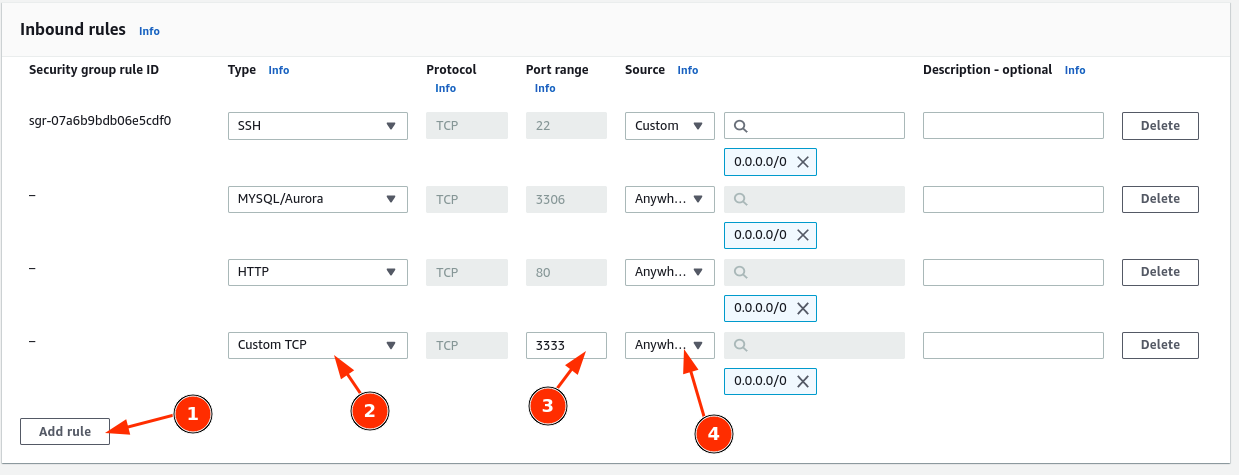 Inbound rules Info
Security group rule ID Type Info Protocol Info Port range Info Source Info Description - optional Info
sgr-07a6b9bdb06e5cdf0 SSH TCP 22 Custom Delete
0.0.0.0/0
– MYSQL/Aurora TCP 3306 Anywh... Delete
0.0.0.0/0
– HTTP TCP 80 Anywh... Delete
0.0.0.0/0
– Custom TCP TCP 3333 Anywh... Delete
0.0.0.0/0
1 2 3 4
Add rule